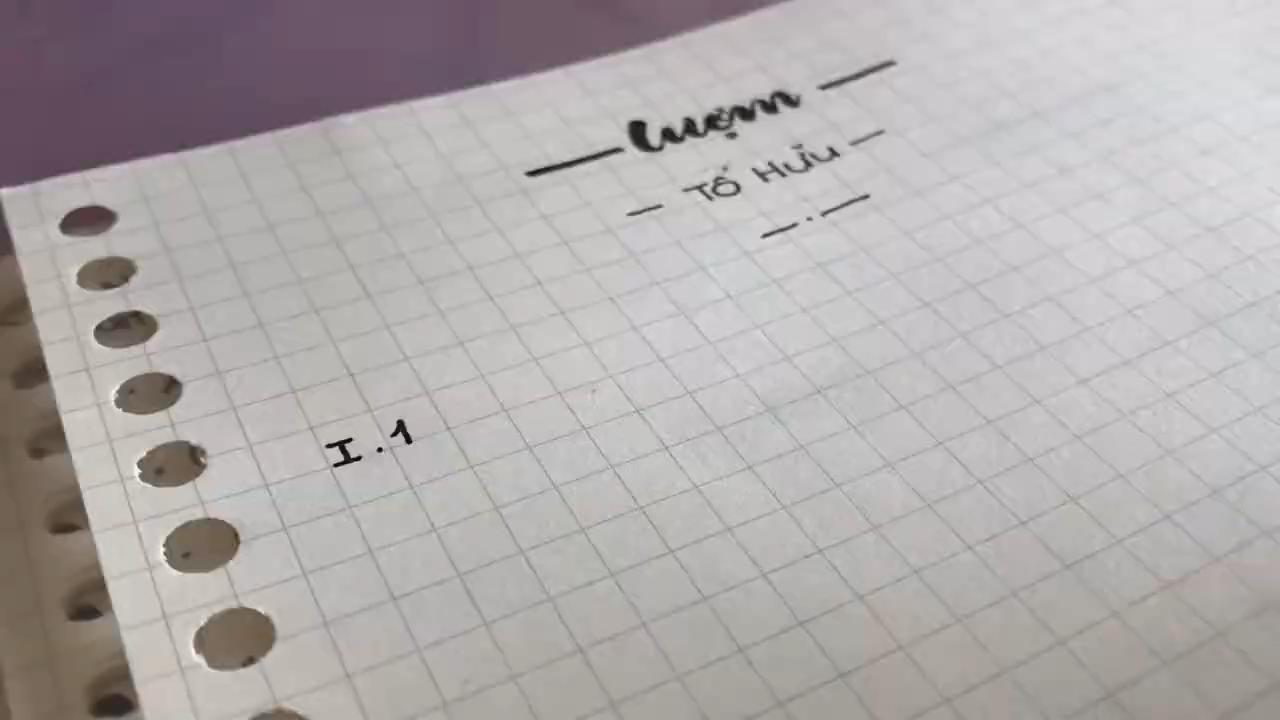 — Lượm —
— TỐ HỮU —
— . —
I.1